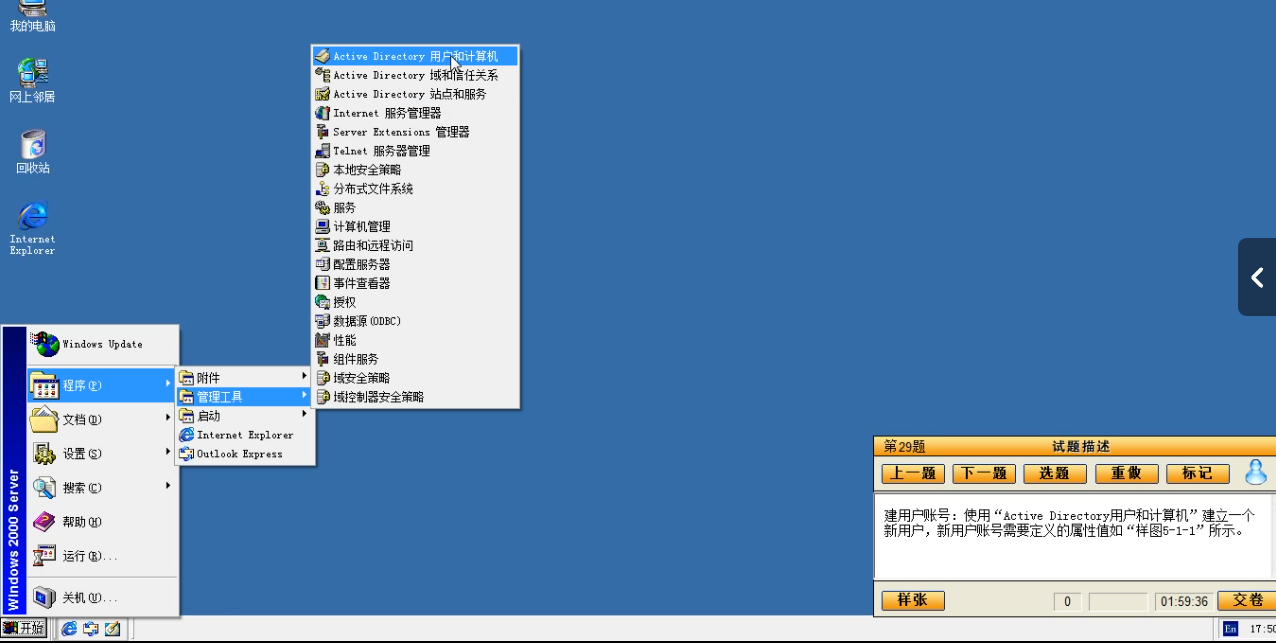 我的电脑
网上邻居
回收站
Internet
Explorer
Active Directory 用户和计算机
Active Directory 域和信任关系
Active Directory 站点和服务
Internet 服务管理器
Server Extensions 管理器
Telnet 服务器管理
本地安全策略
分布式文件系统
服务
计算机管理
路由和远程访问
配置服务器
事件查看器
授权
数据源(ODBC)
性能
组件服务
域安全策略
域控制器安全策略
Windows Update
程序(P)
文档(D)
设置(S)
搜索(C)
帮助(H)
运行(R)...
关机(U)...
Windows 2000 Server
附件
管理工具
启动
Internet Explorer
Outlook Express
第29题 试题描述
上一题 下一题 选题 重做 标记
建用户账号：使用“Active Directory用户和计算机”建立一个
新用户，新用户账号需要定义的属性值如“样图5-1-1”所示。
样张 0 01:59:36 交卷
开始 En 17:50